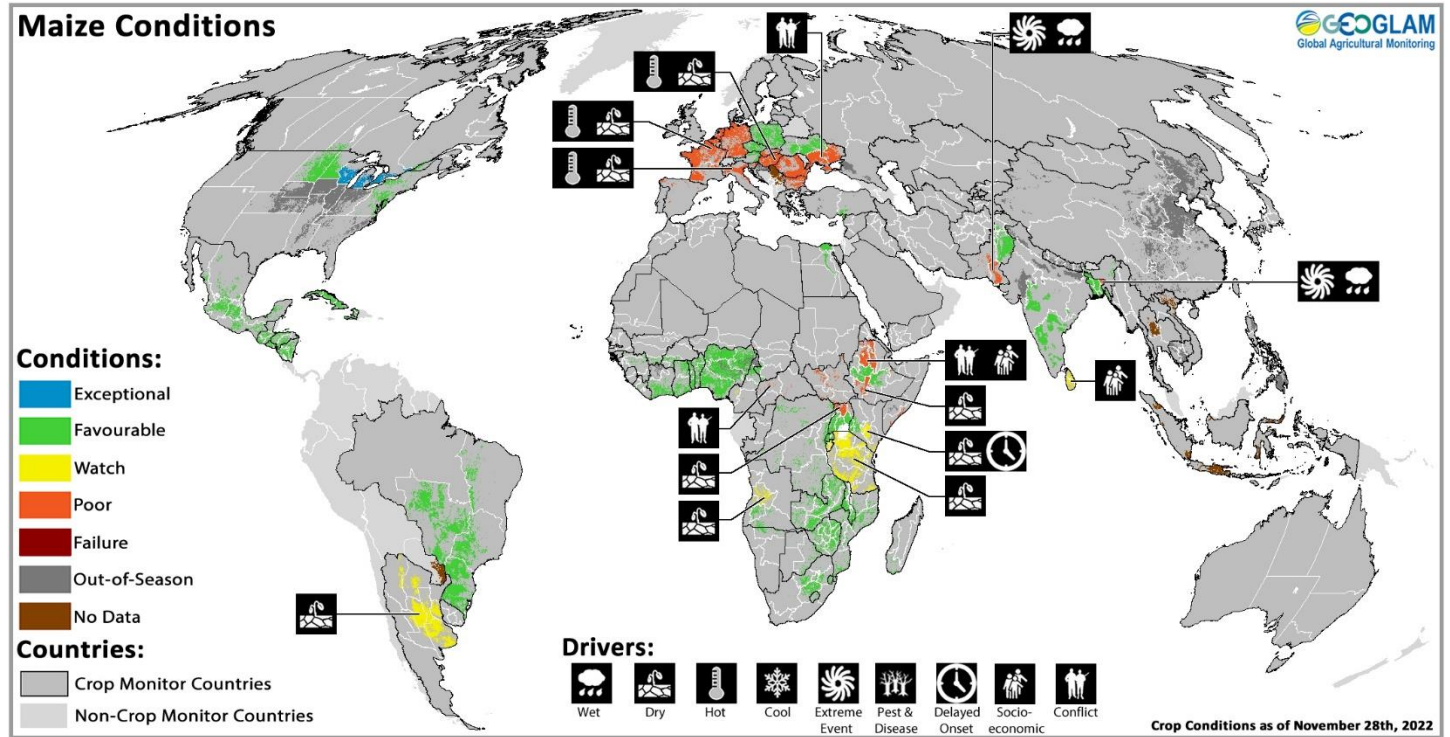 Maize Conditions
GEOGLAM
Global Agricultural Monitoring
Conditions:
Exceptional
Favourable
Watch
Poor
Failure
Out-of-Season
No Data
Countries:
Crop Monitor Countries
Non-Crop Monitor Countries
Drivers:
Wet
Dry
Hot
Cool
Extreme
Event
Pest &
Disease
Delayed
Onset
Socio-
economic
Conflict
Crop Conditions as of November 28th, 2022